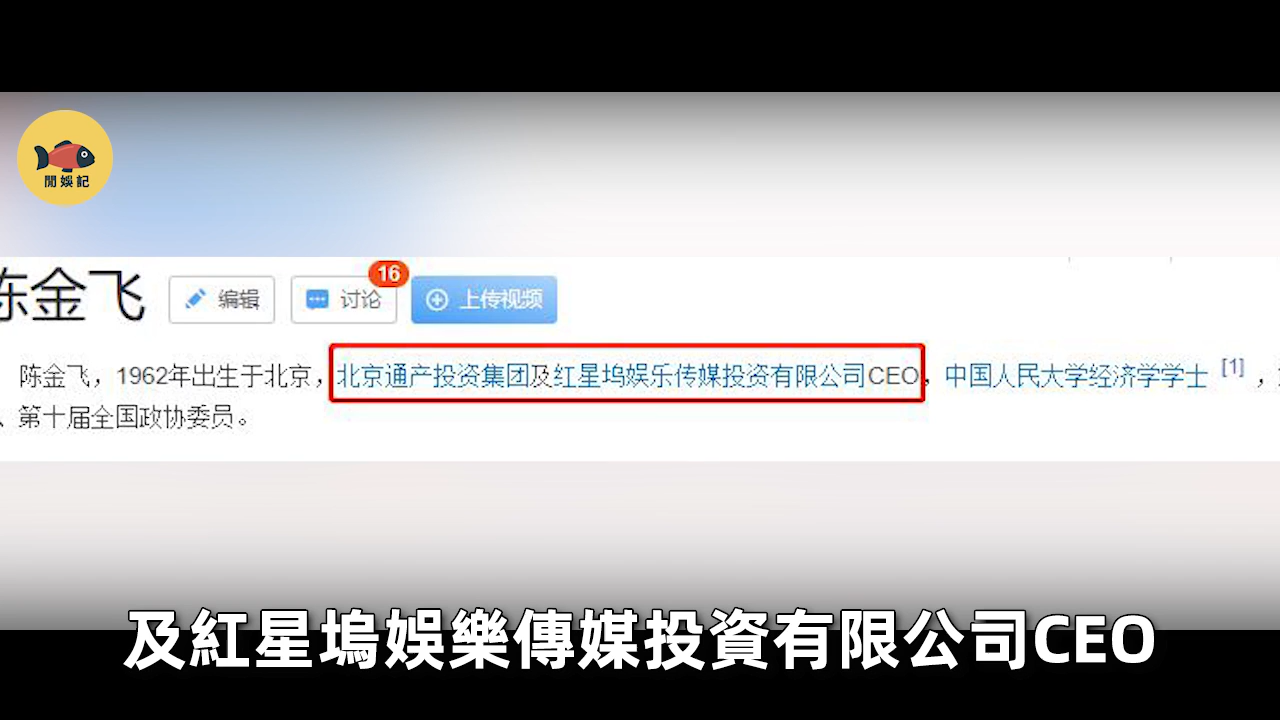 閒娛記
陈金飞
编辑
讨论
16
上传视频
陈金飞，1962年出生于北京，北京通产投资集团及红星坞娱乐传媒投资有限公司CEO，中国人民大学经济学学士 [1] ，
、第十届全国政协委员。
及紅星塢娛樂傳媒投資有限公司CEO